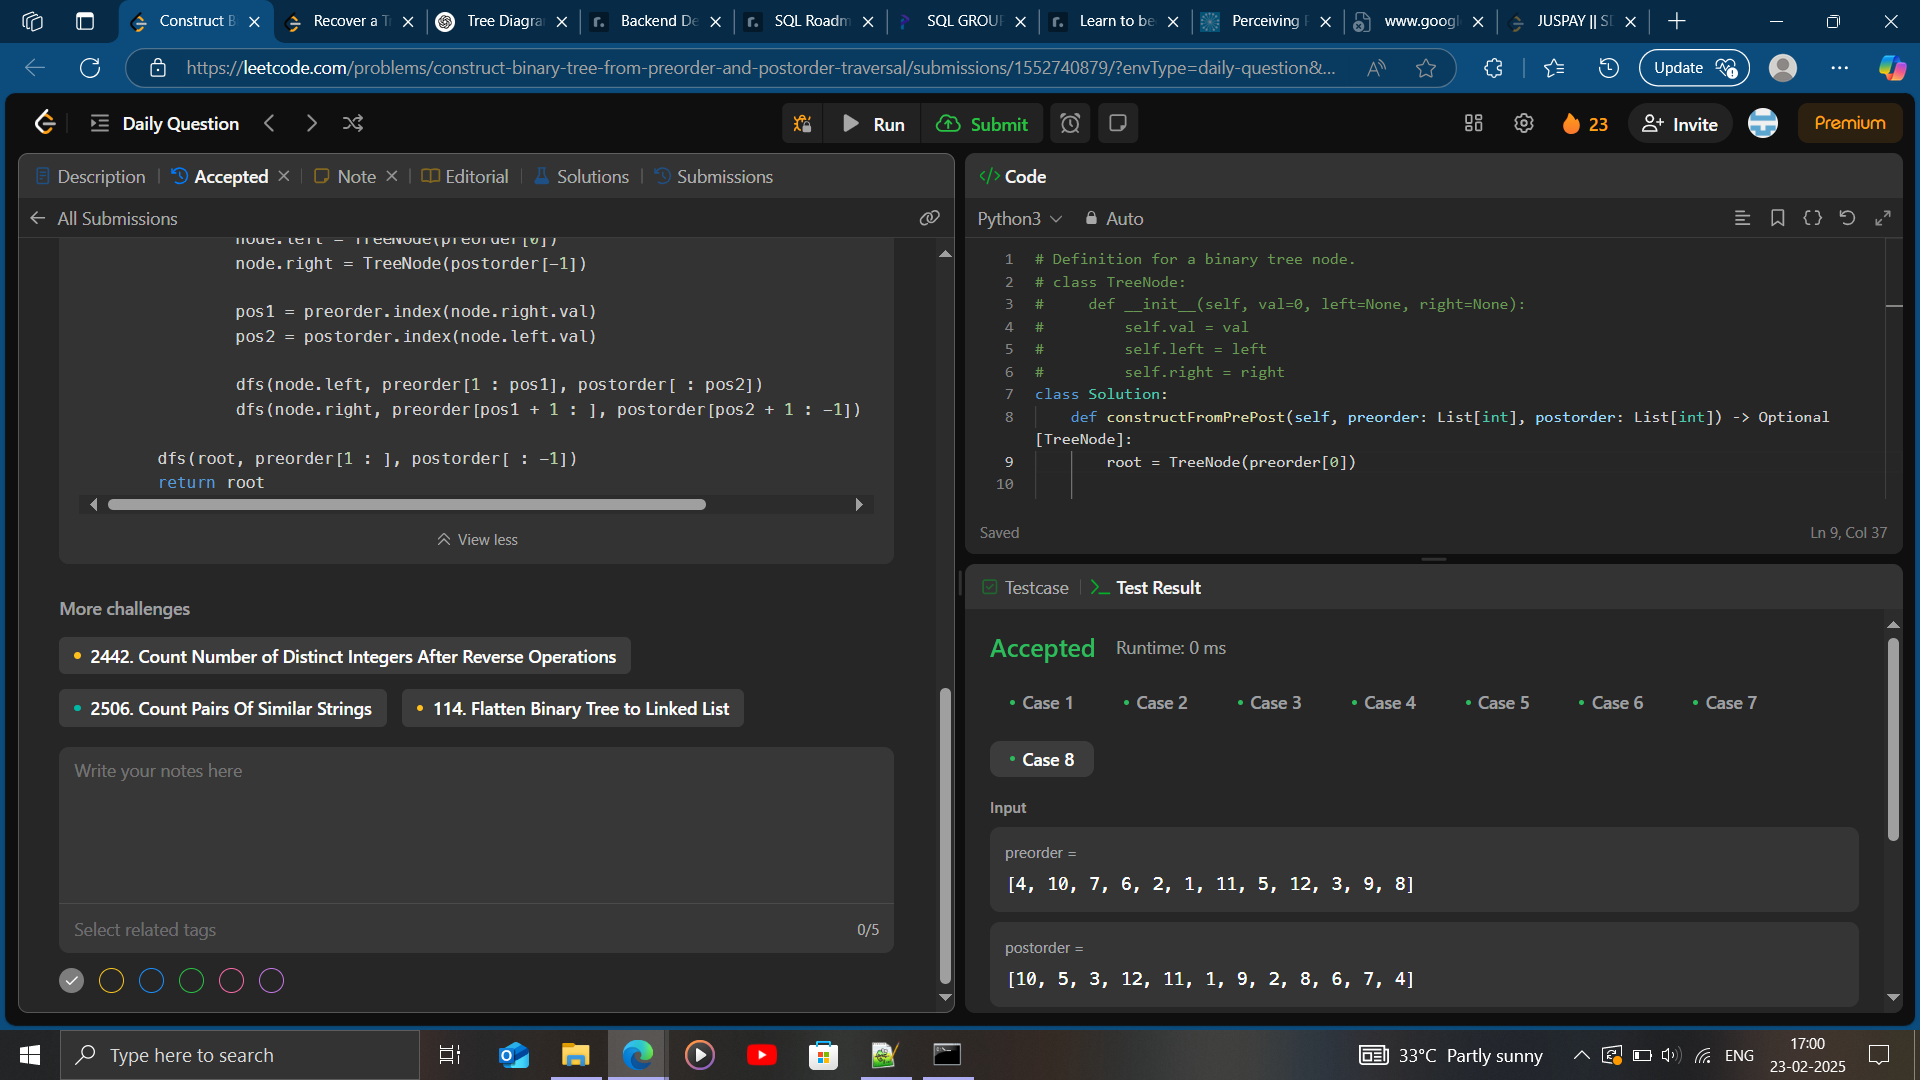 Construct B
Recover a T
Tree Diagra
Backend De
SQL Roadm
SQL GROUP
Learn to be
Perceiving
www.googl
JUSPAY || S
https://leetcode.com/problems/construct-binary-tree-from-preorder-and-postorder-traversal/submissions/1552740879/?envType=daily-question&...
Update
Daily Question
Run
Submit
23
Invite
Premium
Description
Accepted
Note
Editorial
Solutions
Submissions
All Submissions
node.left = TreeNode(preorder[0])
node.right = TreeNode(postorder[-1])
pos1 = preorder.index(node.right.val)
pos2 = postorder.index(node.left.val)
dfs(node.left, preorder[1 : pos1], postorder[ : pos2])
dfs(node.right, preorder[pos1 + 1 : ], postorder[pos2 + 1 : -1])
dfs(root, preorder[1 : ], postorder[ : -1])
return root
View less
More challenges
2442. Count Number of Distinct Integers After Reverse Operations
2506. Count Pairs Of Similar Strings
114. Flatten Binary Tree to Linked List
Write your notes here
Select related tags
0/5
</> Code
Python3
Auto
1 # Definition for a binary tree node.
2 # class TreeNode:
3 #     def __init__(self, val=0, left=None, right=None):
4 #         self.val = val
5 #         self.left = left
6 #         self.right = right
7 class Solution:
8     def constructFromPrePost(self, preorder: List[int], postorder: List[int]) -> Optional
[TreeNode]:
9         root = TreeNode(preorder[0])
10
Saved
Ln 9, Col 37
Testcase
Test Result
Accepted
Runtime: 0 ms
Case 1
Case 2
Case 3
Case 4
Case 5
Case 6
Case 7
Case 8
Input
preorder =
[4, 10, 7, 6, 2, 1, 11, 5, 12, 3, 9, 8]
postorder =
[10, 5, 3, 12, 11, 1, 9, 2, 8, 6, 7, 4]
Type here to search
33°C Partly sunny
ENG
17:00
23-02-2025